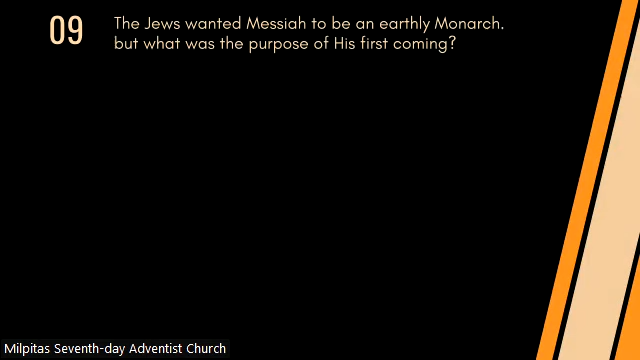 09
The Jews wanted Messiah to be an earthly Monarch.
but what was the purpose of His first coming?
Milpitas Seventh-day Adventist Church